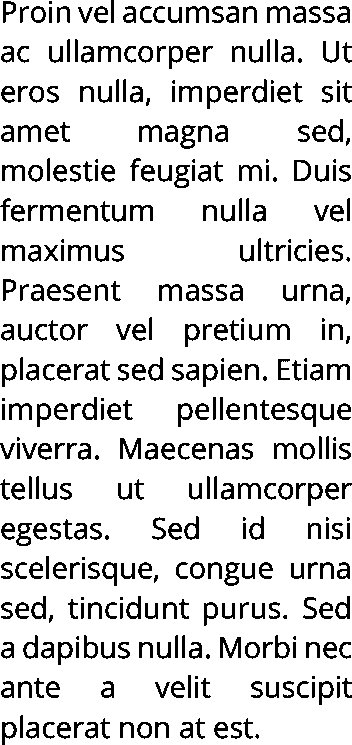 Proin vel accumsan massa
ac ullamcorper nulla. Ut
eros nulla, imperdiet sit
amet magna sed,
molestie feugiat mi. Duis
fermentum nulla vel
maximus ultricies.
Praesent massa urna,
auctor vel pretium in,
placerat sed sapien. Etiam
imperdiet pellentesque
viverra. Maecenas mollis
tellus ut ullamcorper
egestas. Sed id nisi
scelerisque, congue urna
sed, tincidunt purus. Sed
a dapibus nulla. Morbi nec
ante a velit suscipit
placerat non at est.